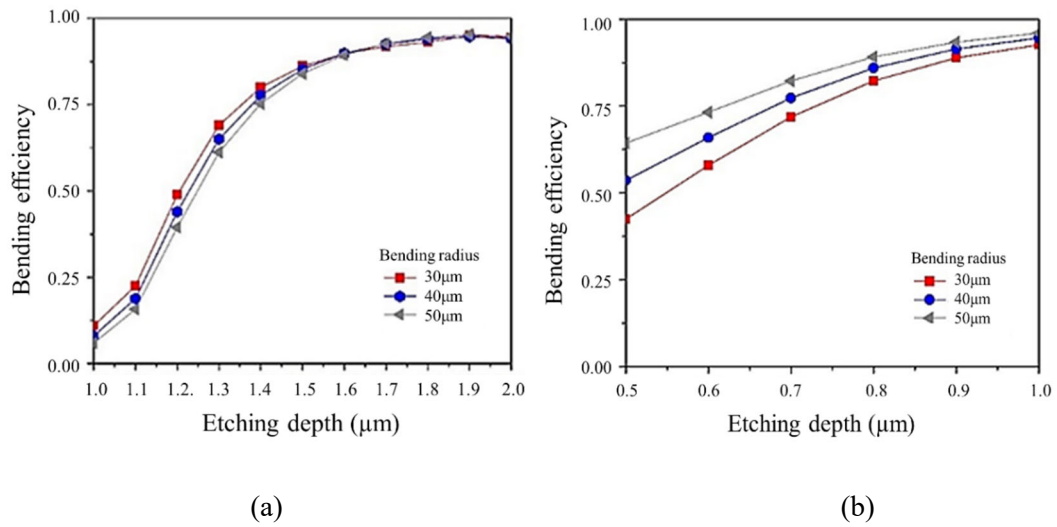 1.00
0.75
0.50
0.25
0.00
Bending efficiency
Bending radius
30μm
40μm
50μm
1.0 1.1 1.2. 1.3 1.4 1.5 1.6 1.7 1.8 1.9 2.0
Etching depth (μm)
(a)
1.00
0.75
0.50
0.25
0.00
Bending efficiency
Bending radius
30μm
40μm
50μm
0.5 0.6 0.7 0.8 0.9 1.0
Etching depth (μm)
(b)